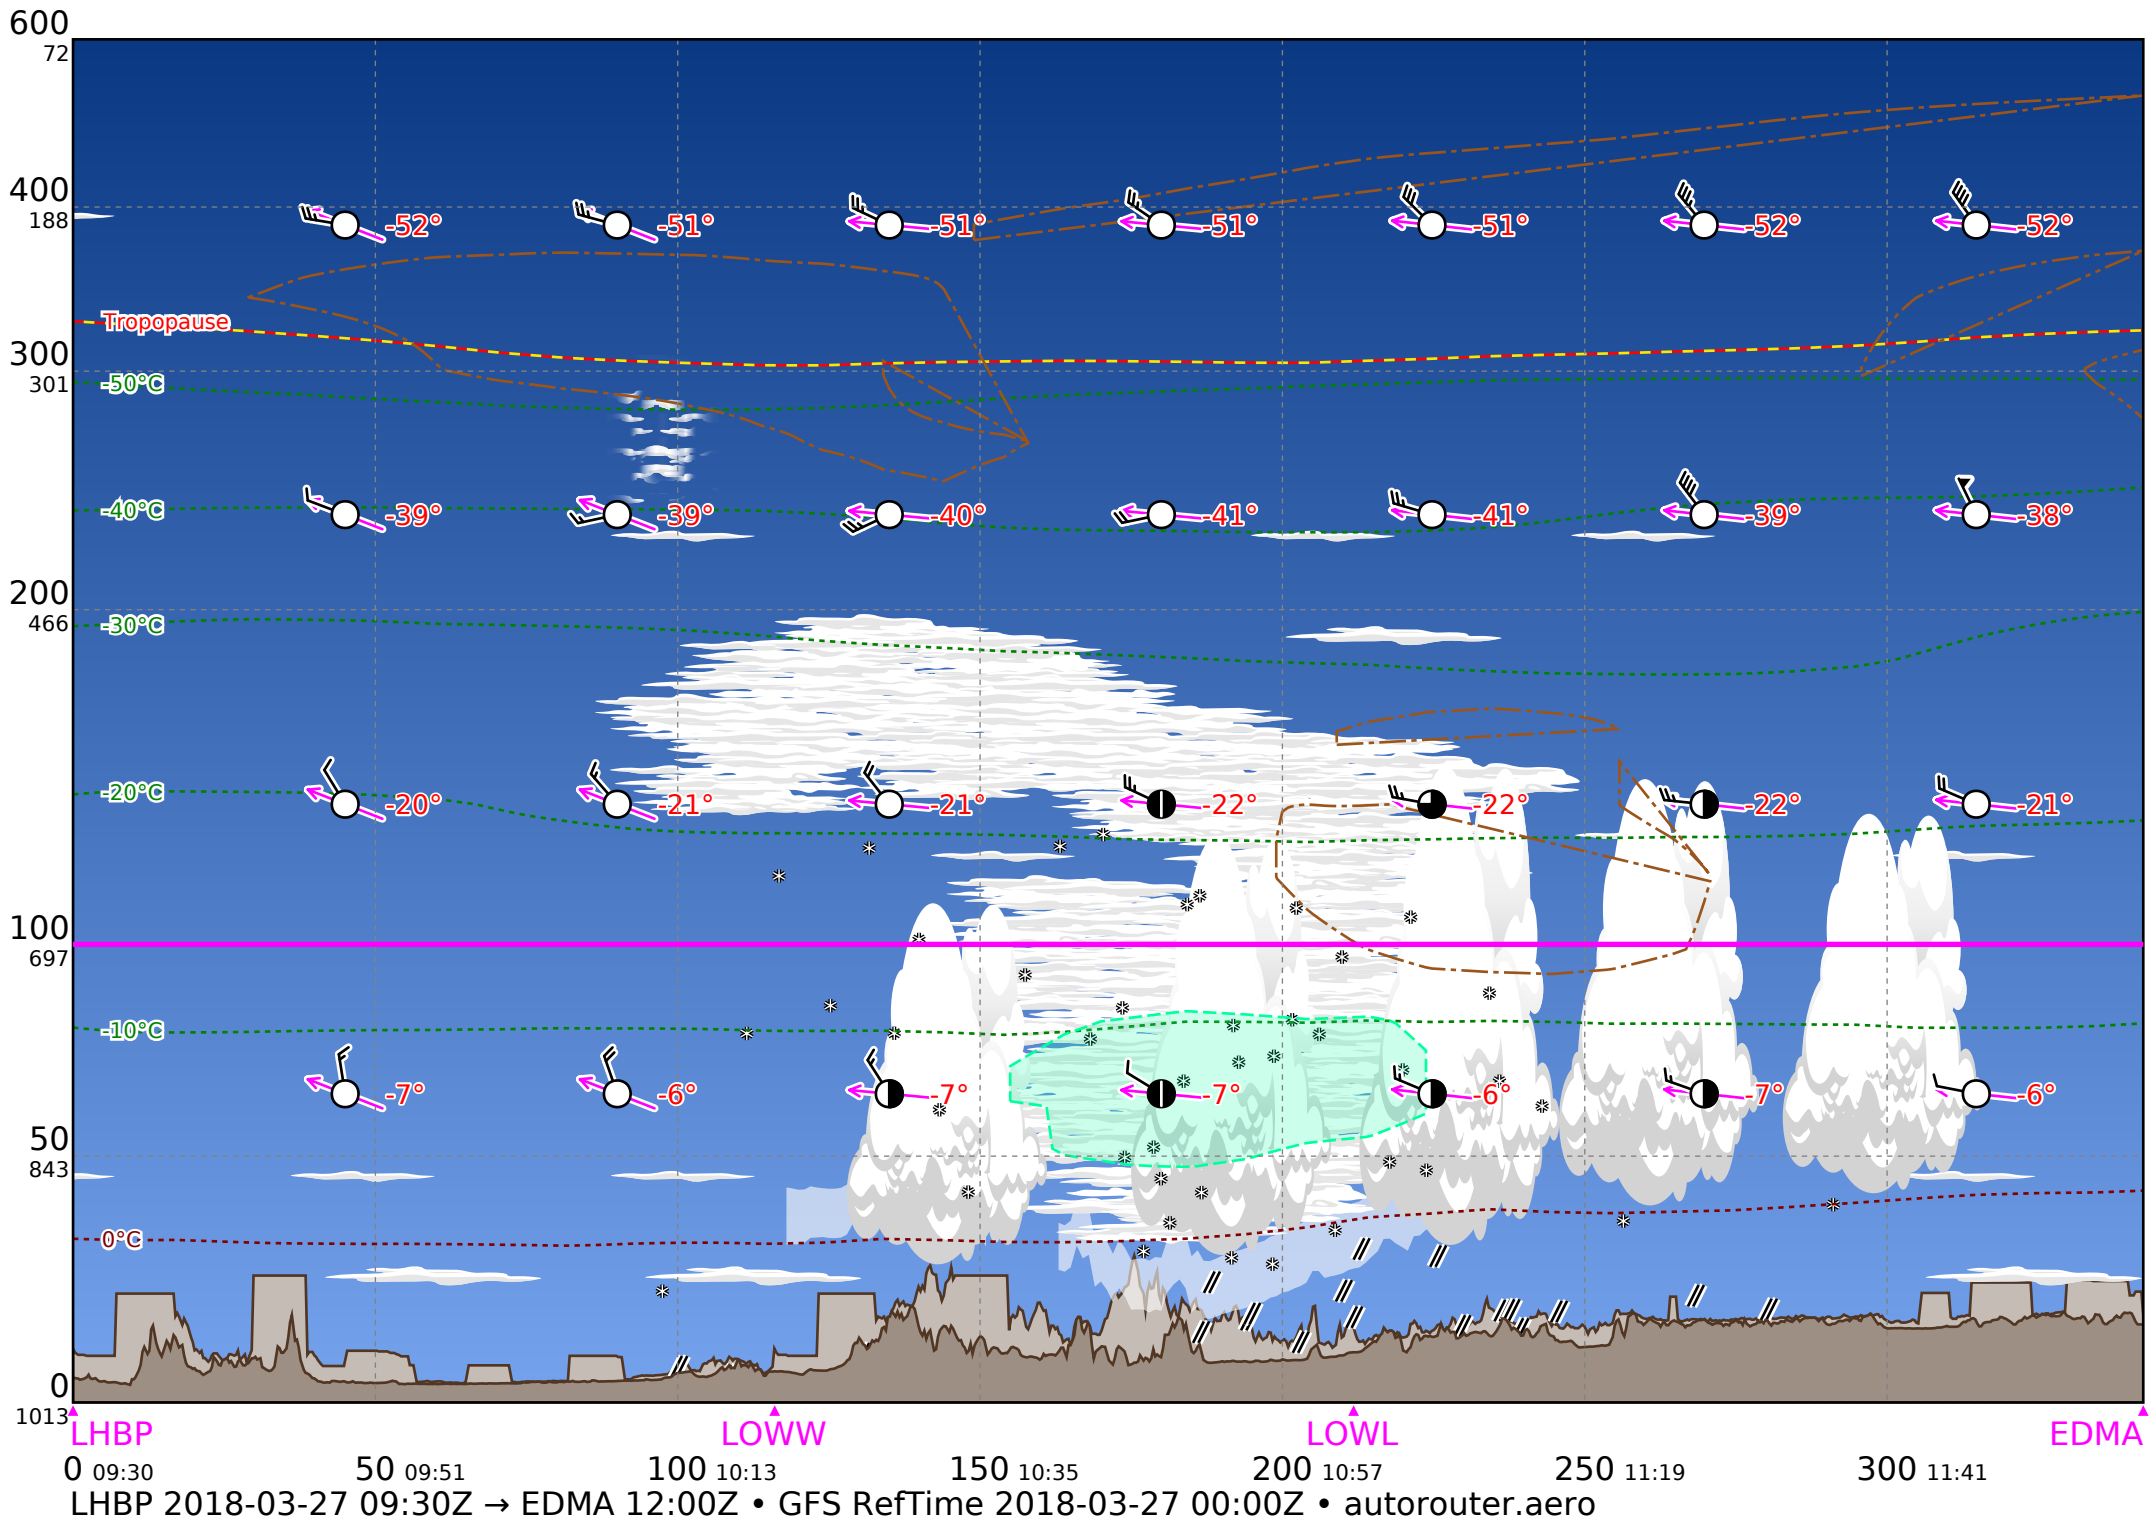 600
72
400
188
-52° -51° -51° -51° -51° -52° -52°
Tropopause
300
301
-50°C
-40°C
-39° -39° -40° -41° -41° -39° -38°
200
466
-30°C
-20°C
-20° -21° -21° -22° -22° -22° -21°
100
697
-10°C
-7° -6° -7° -7° -6° -7° -6°
50
843
0°C
0
1013
LHBP LOWW LOWL EDMA
0 09:30 50 09:51 100 10:13 150 10:35 200 10:57 250 11:19 300 11:41
LHBP 2018-03-27 09:30Z → EDMA 12:00Z • GFS RefTime 2018-03-27 00:00Z • autorouter.aero